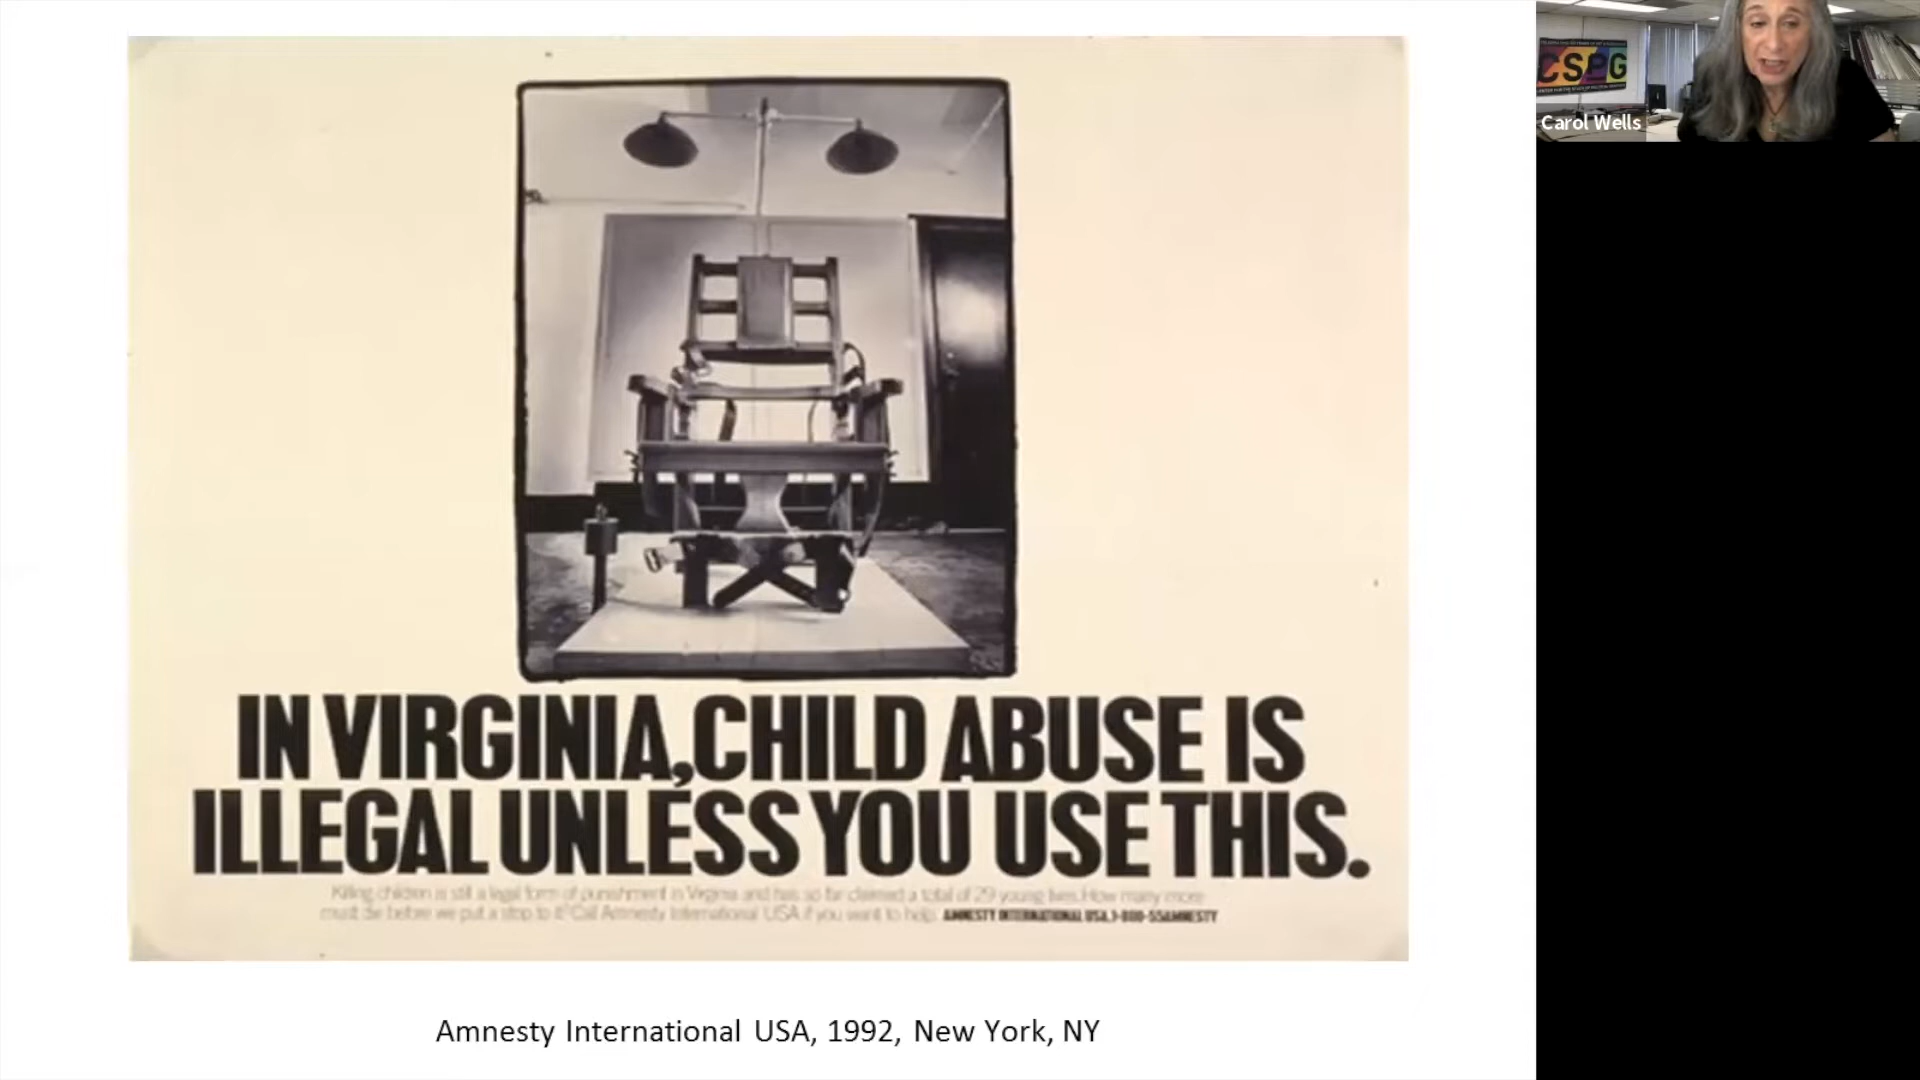 IN VIRGINIA, CHILD ABUSE IS
ILLEGAL UNLESS YOU USE THIS.
Killing children is still a legal form of punishment in Virginia and has so far claimed a total of 29 young lives. How many more
must die before we put a stop to it? Call Amnesty International USA if you want to help. AMNESTY INTERNATIONAL USA, 1-800-55AMNESTY
Amnesty International USA, 1992, New York, NY
CSPG
Carol Wells